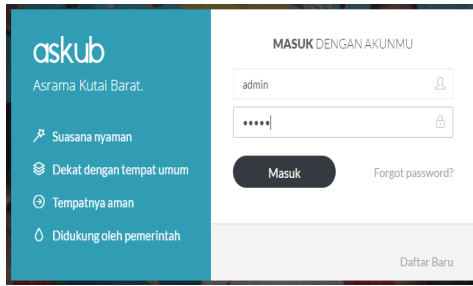 askub
Asrama Kutai Barat.
Suasana nyaman
Dekat dengan tempat umum
Tempatnya aman
Didukung oleh pemerintah
MASUK DENGAN AKUNMU
admin
•••••
Masuk
Forgot password?
Daftar Baru